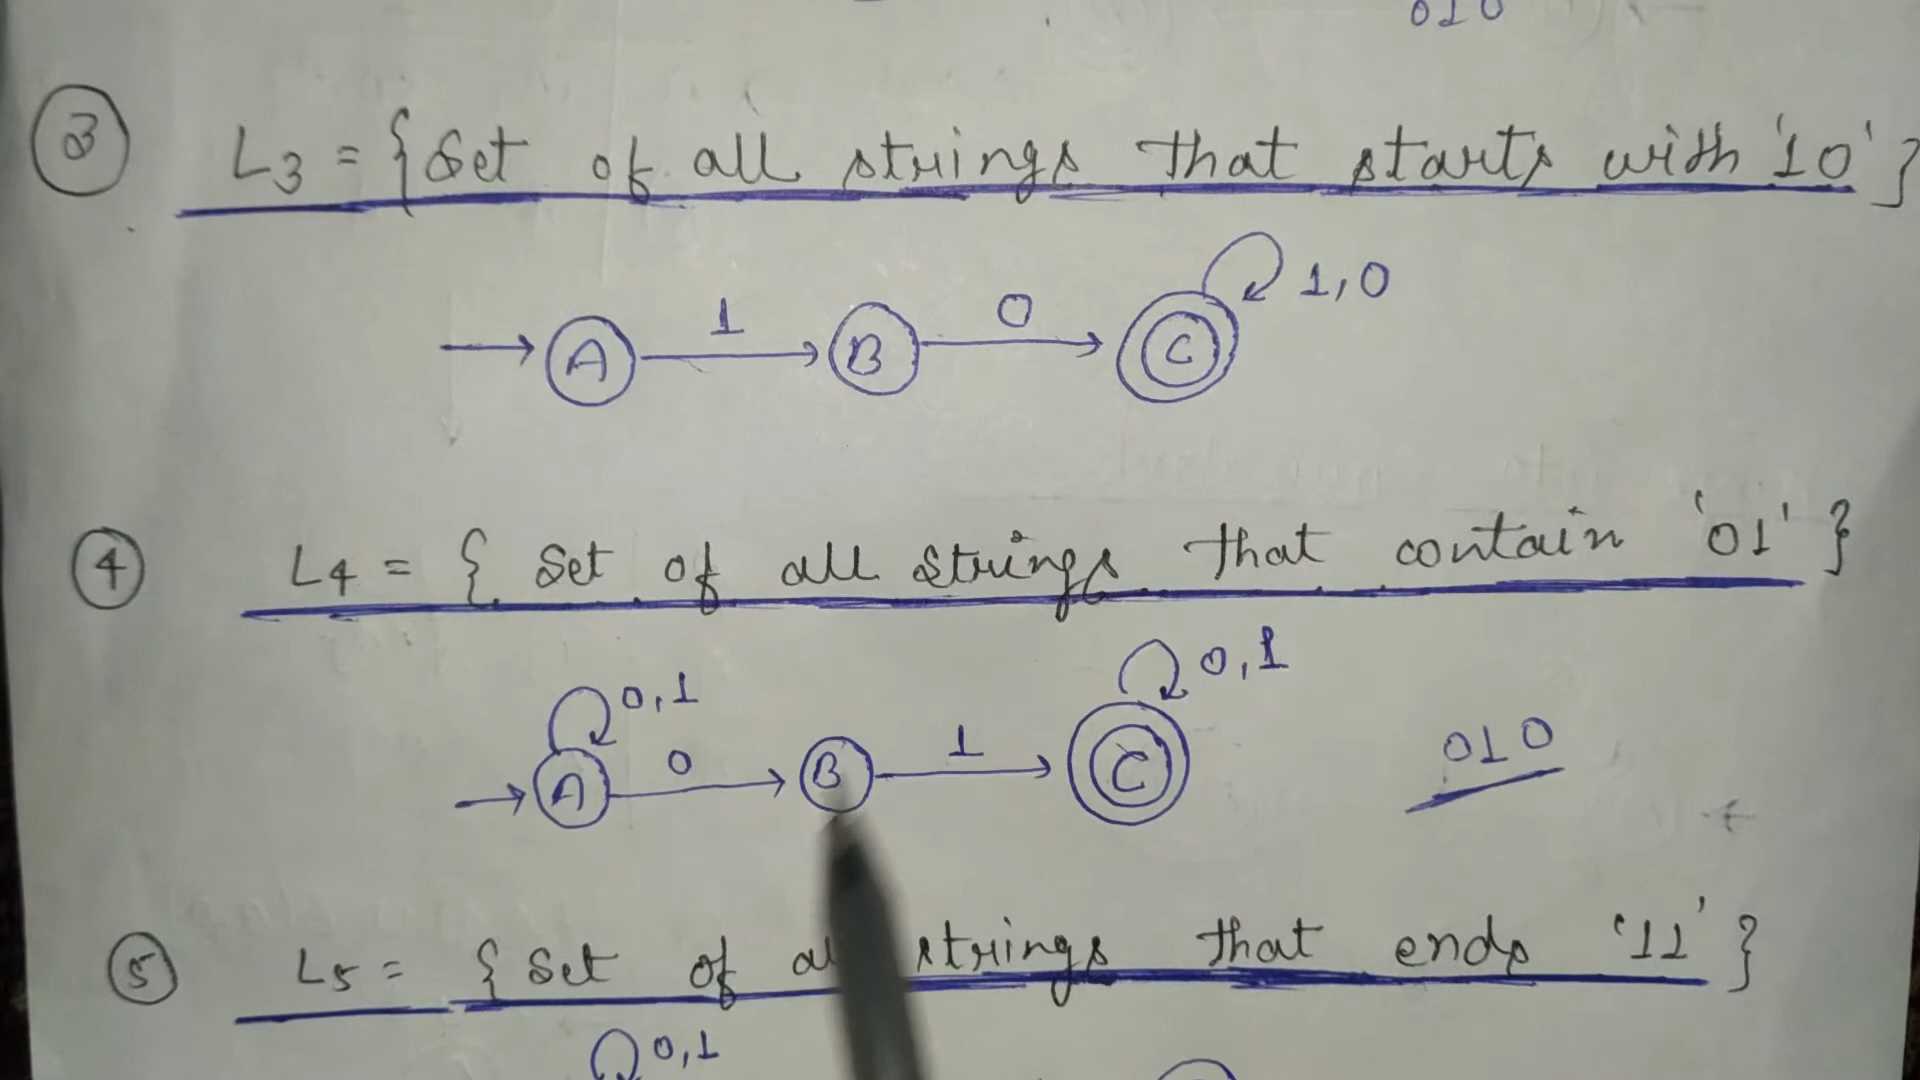 010
3 L3 = { Set of all strings that starts with '10' }
1,0
1 0
A B C
4 L4 = { Set of all strings that contain '01' }
0,1 0,1
0 1 010
A B C
5 L5 = { Set of al strings that ends '11' }
0,1